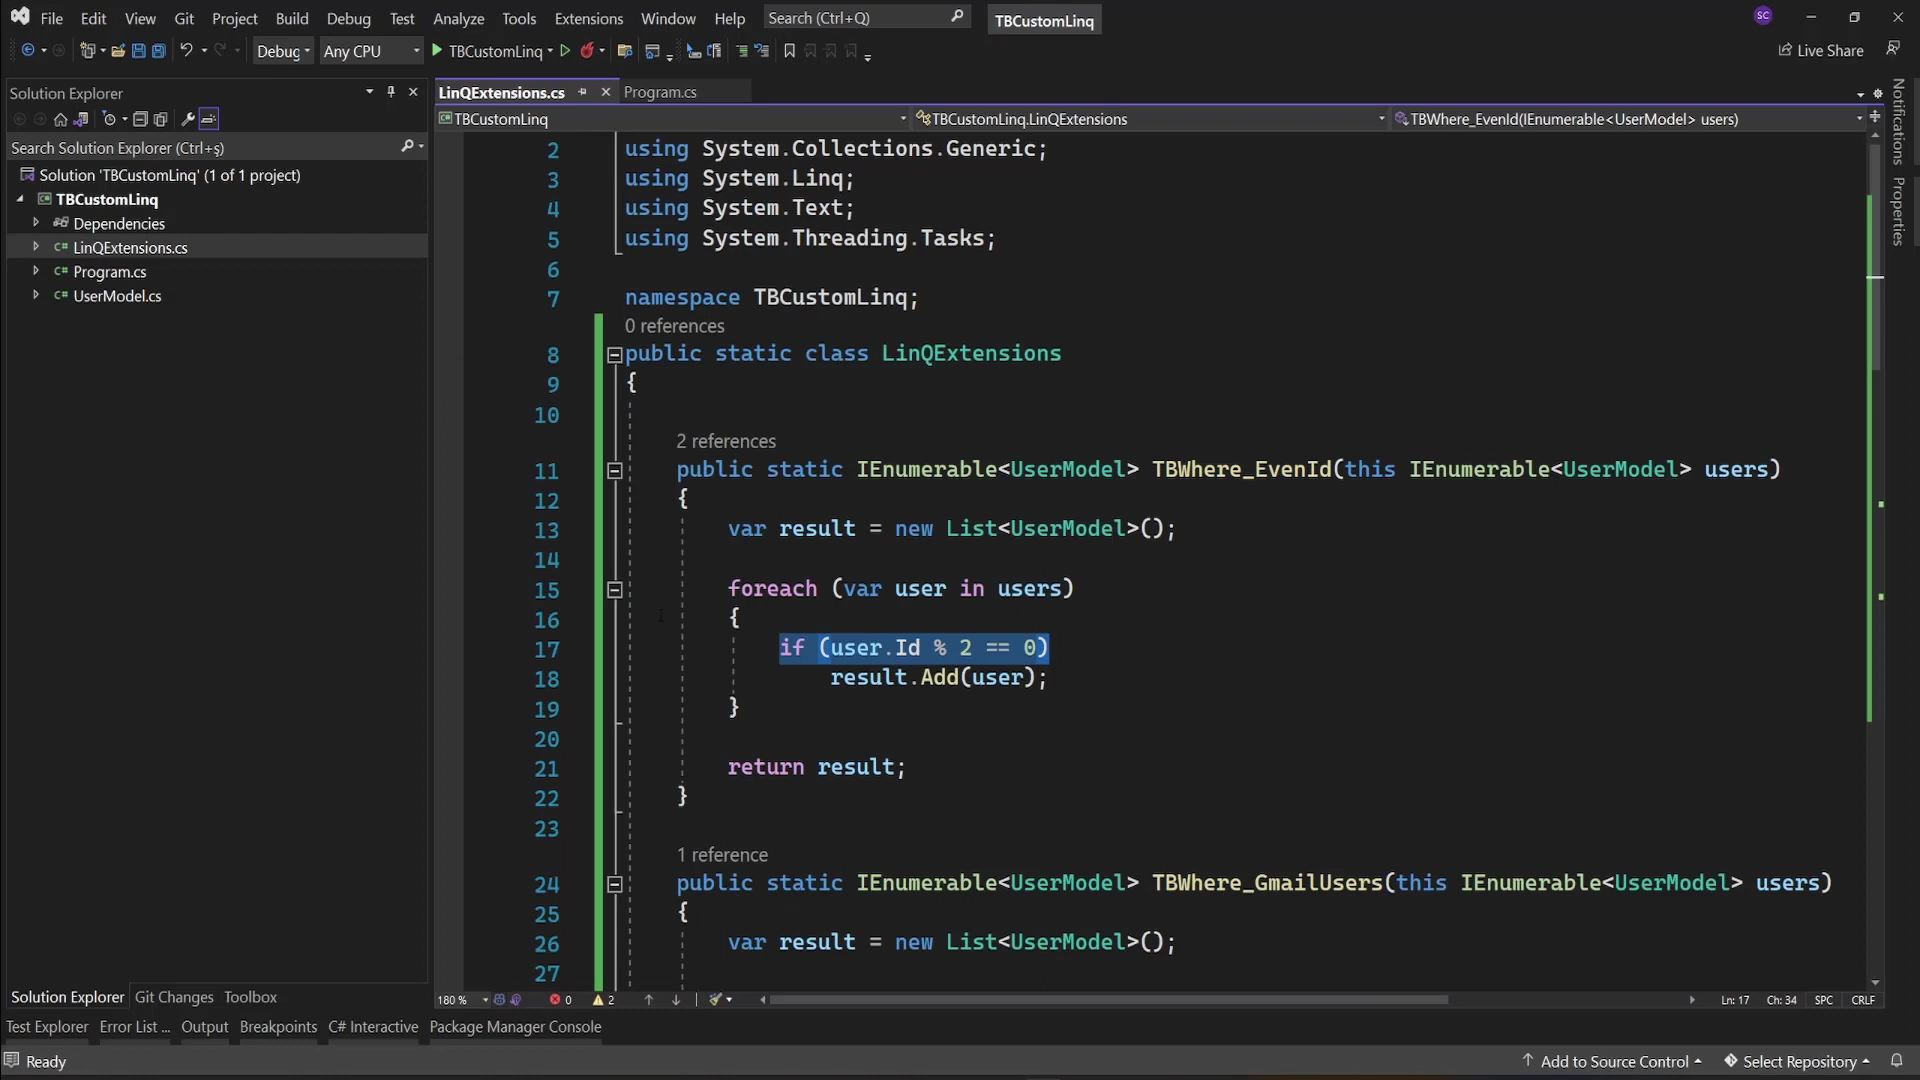 File Edit View Git Project Build Debug Test Analyze Tools Extensions Window Help Search (Ctrl+Q) TBCustomLinq SC
Debug Any CPU TBCustomLinq Live Share
Solution Explorer
Search Solution Explorer (Ctrl+ş)
Solution 'TBCustomLinq' (1 of 1 project)
TBCustomLinq
Dependencies
C# LinQExtensions.cs
C# Program.cs
C# UserModel.cs
LinQExtensions.cs Program.cs
TBCustomLinq TBCustomLinq.LinQExtensions TBWhere_EvenId(IEnumerable<UserModel> users)
2 using System.Collections.Generic;
3 using System.Linq;
4 using System.Text;
5 using System.Threading.Tasks;
6
7 namespace TBCustomLinq;
0 references
8 public static class LinQExtensions
9 {
10
2 references
11 public static IEnumerable<UserModel> TBWhere_EvenId(this IEnumerable<UserModel> users)
12 {
13 var result = new List<UserModel>();
14
15 foreach (var user in users)
16 {
17 if (user.Id % 2 == 0)
18 result.Add(user);
19 }
20
21 return result;
22 }
23
1 reference
24 public static IEnumerable<UserModel> TBWhere_GmailUsers(this IEnumerable<UserModel> users)
25 {
26 var result = new List<UserModel>();
27
180 % 0 2 Ln: 17 Ch: 34 SPC CRLF
Notifications
Properties
Solution Explorer Git Changes Toolbox
Test Explorer Error List ... Output Breakpoints C# Interactive Package Manager Console
Ready Add to Source Control Select Repository